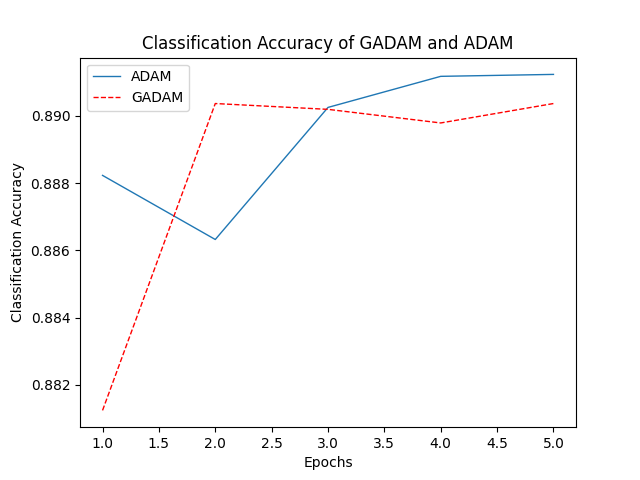 Classification Accuracy of GADAM and ADAM
ADAM
GADAM
Classification Accuracy
0.890
0.888
0.886
0.884
0.882
1.0 1.5 2.0 2.5 3.0 3.5 4.0 4.5 5.0
Epochs